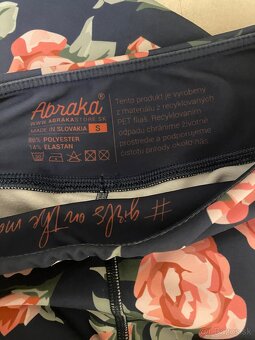 Abraka
WWW.ABRAKASTORE.SK
MADE IN SLOVAKIA S
86% POLYESTER
14% ELASTAN
Tento produkt je vyrobený
z materiálu z recyklovaných
PET fliaš. Recyklovaním
odpadu chránime životné
prostredie a podporujeme
čistotu prírody okolo nás.
#girls on the mo